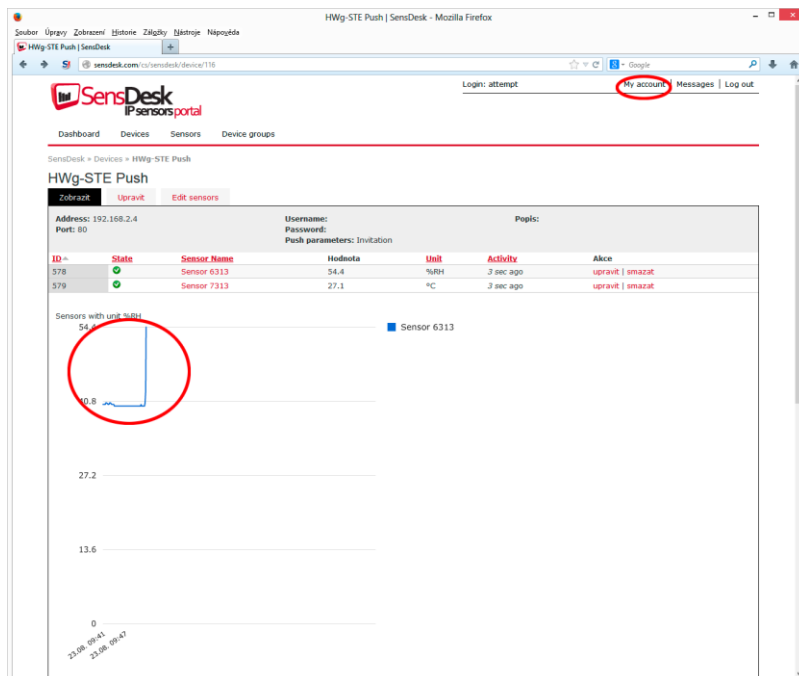 HWg-STE Push | SensDesk - Mozilla Firefox
Soubor Úpravy Zobrazení Historie Záložky Nástroje Nápověda
HWg-STE Push | SensDesk
sensdesk.com/cs/sensdesk/device/116
Google
Login: attempt
My account | Messages | Log out
SensDesk
IP sensors portal
Dashboard Devices Sensors Device groups
SensDesk » Devices » HWg-STE Push
HWg-STE Push
Zobrazit Upravit Edit sensors
Address: 192.168.2.4 Username: Popis:
Port: 80 Password:
Push parameters: Invitation
ID State Sensor Name Hodnota Unit Activity Akce
578 Sensor 6313 54.4 %RH 3 sec ago upravit | smazat
579 Sensor 7313 27.1 °C 3 sec ago upravit | smazat
Sensors with unit %RH
54.4
Sensor 6313
40.8
27.2
13.6
0
23.08. 09:41
23.08. 09:47